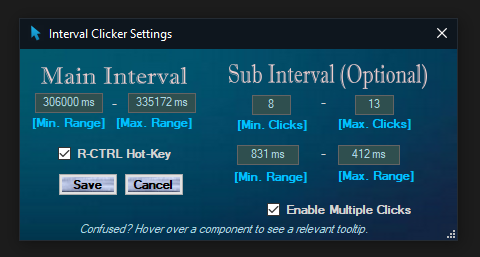 Interval Clicker Settings
Main Interval
306000 ms - 335172 ms
[Min. Range] [Max. Range]
R-CTRL Hot-Key
Save Cancel
Sub Interval (Optional)
8 - 13
[Min. Clicks] [Max. Clicks]
831 ms - 412 ms
[Min. Range] [Max. Range]
Enable Multiple Clicks
Confused? Hover over a component to see a relevant tooltip.